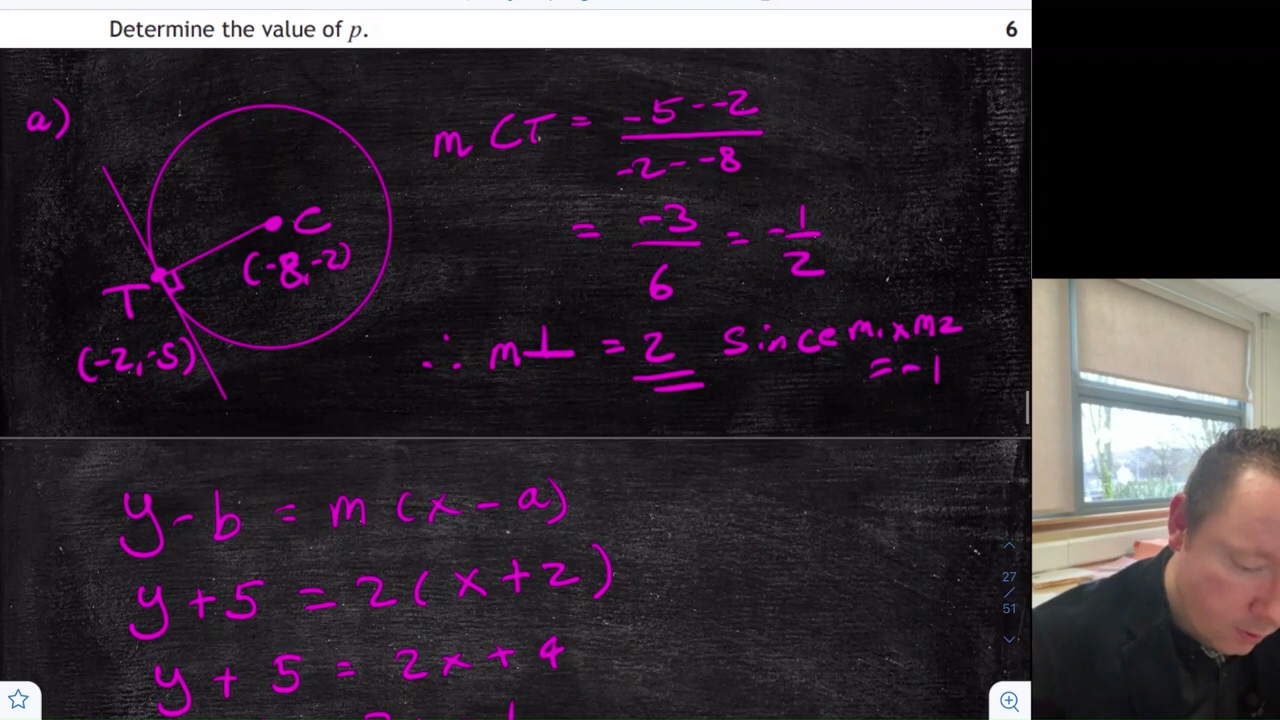 Determine the value of p. 6
a)
C
(-8,-2)
T
(-2,-5)
m CT = -5--2 / -2--8
= -3/6 = -1/2
∴ m⊥ = 2 since m₁ x m2
= -1
y - b = m (x - a)
y + 5 = 2 ( x + 2 )
y + 5 = 2x + 4
27
/
51